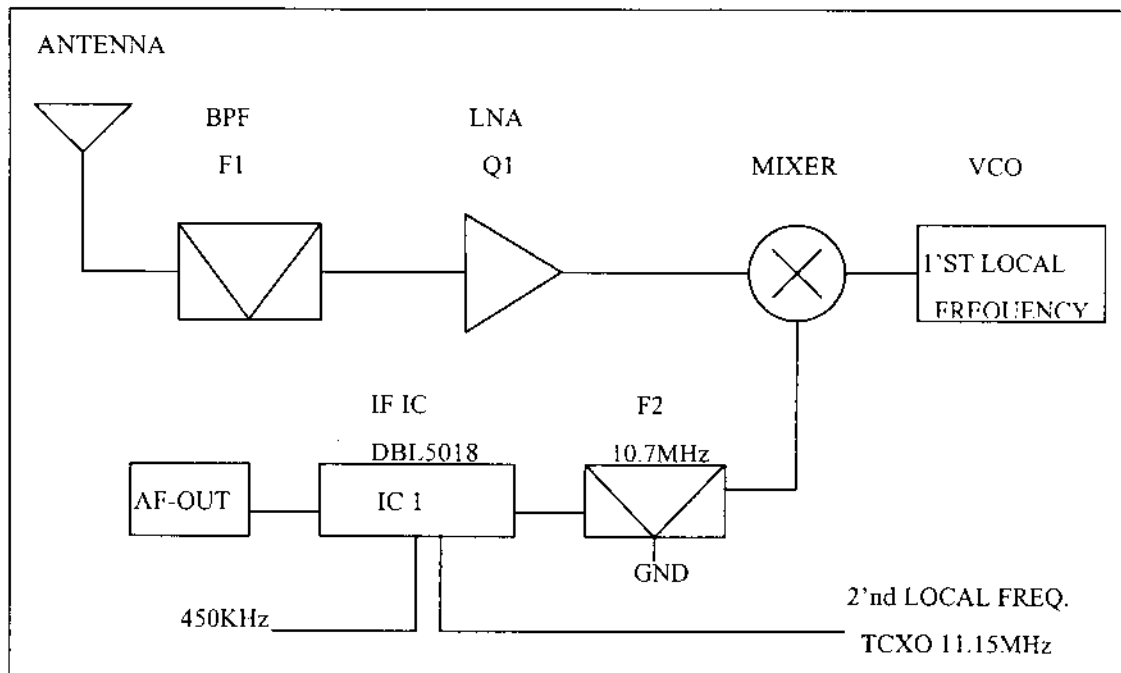 ANTENNA
BPF
F1
LNA
Q1
MIXER
VCO
1'ST LOCAL
FREQUENCY
IF IC
DBL5018
IC 1
F2
10.7MHz
GND
AF-OUT
450KHz
2'nd LOCAL FREQ.
TCXO 11.15MHz